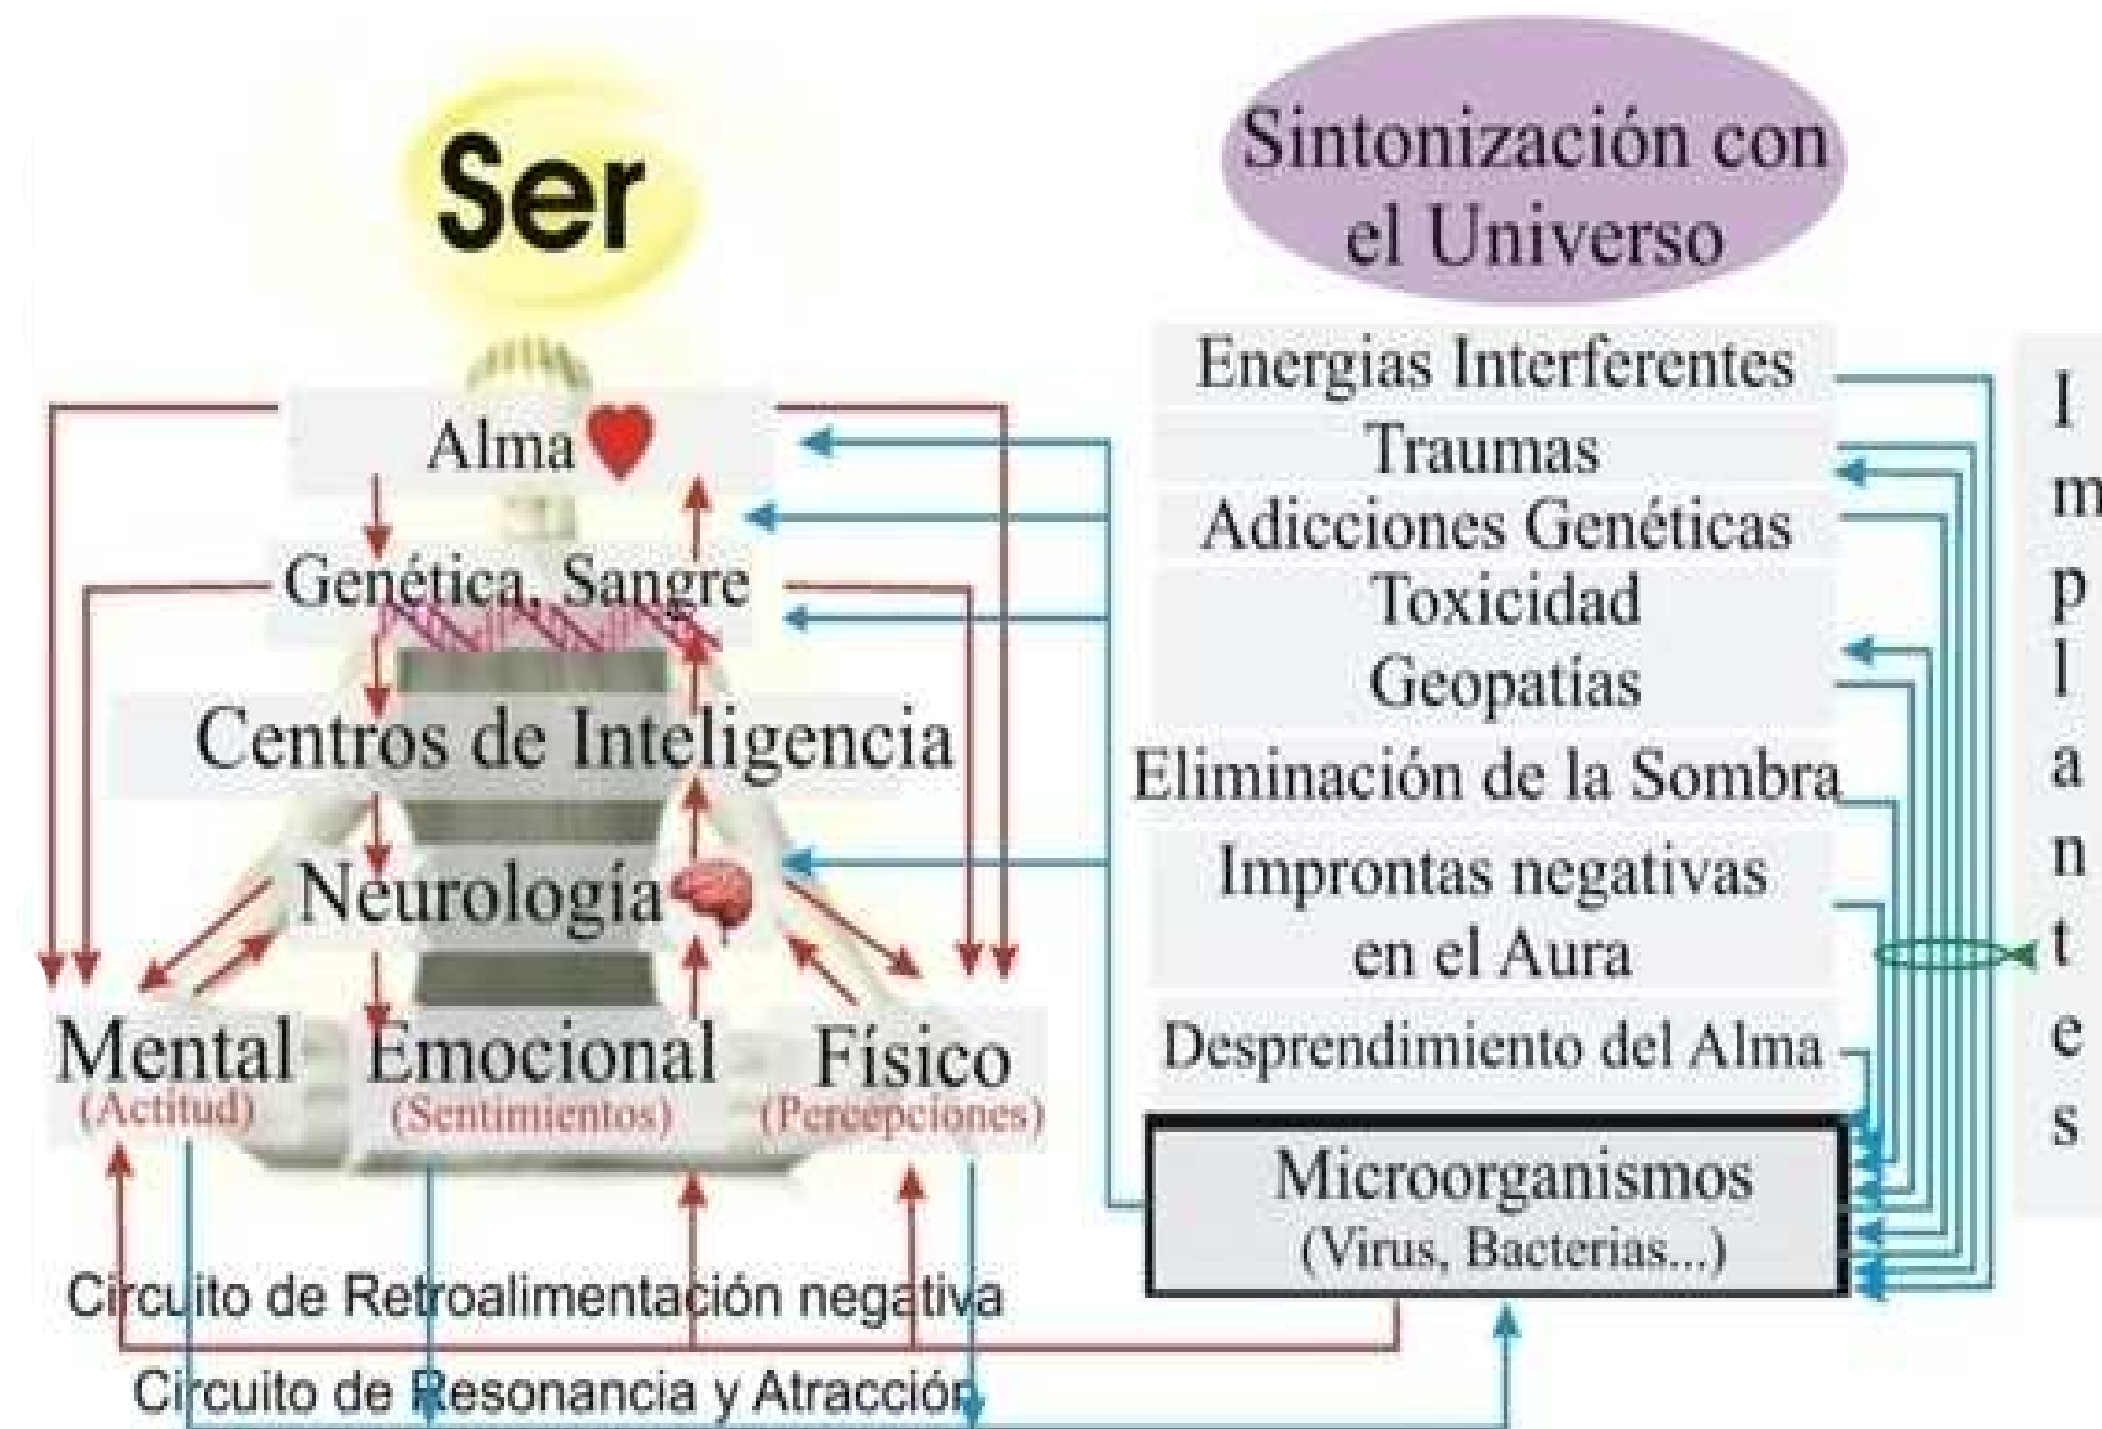 Ser
Alma
Genética, Sangre
Centros de Inteligencia
Neurología
Mental
(Actitud)
Emocional
(Sentimientos)
Físico
(Percepciones)
Circuito de Retroalimentación negativa
Circuito de Resonancia y Atracción
Sintonización con
el Universo
Energias Interferentes
Traumas
Adicciones Genéticas
Toxicidad
Geopatías
Eliminación de la Sombra
Improntas negativas
en el Aura
Desprendimiento del Alma
Microorganismos
(Virus, Bacterias...)
Implantes